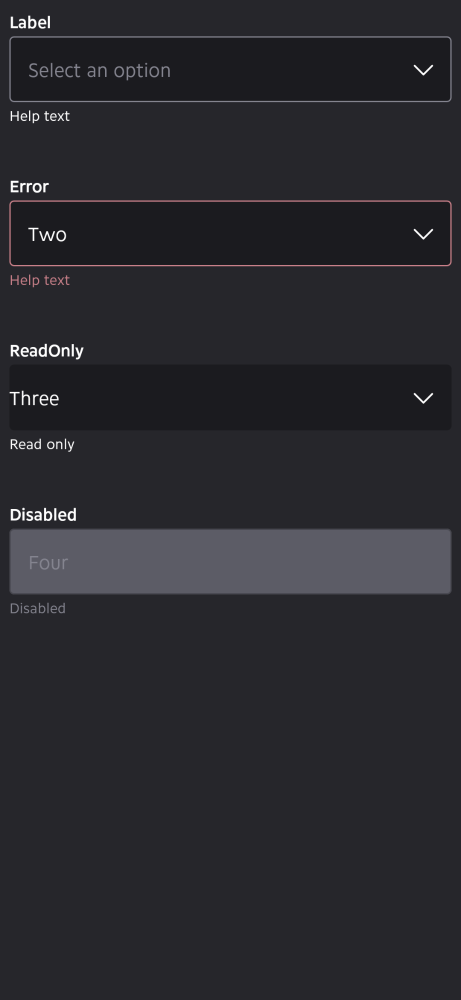 Label
Select an option
Help text
Error
Two
Help text
ReadOnly
Three
Read only
Disabled
Four
Disabled